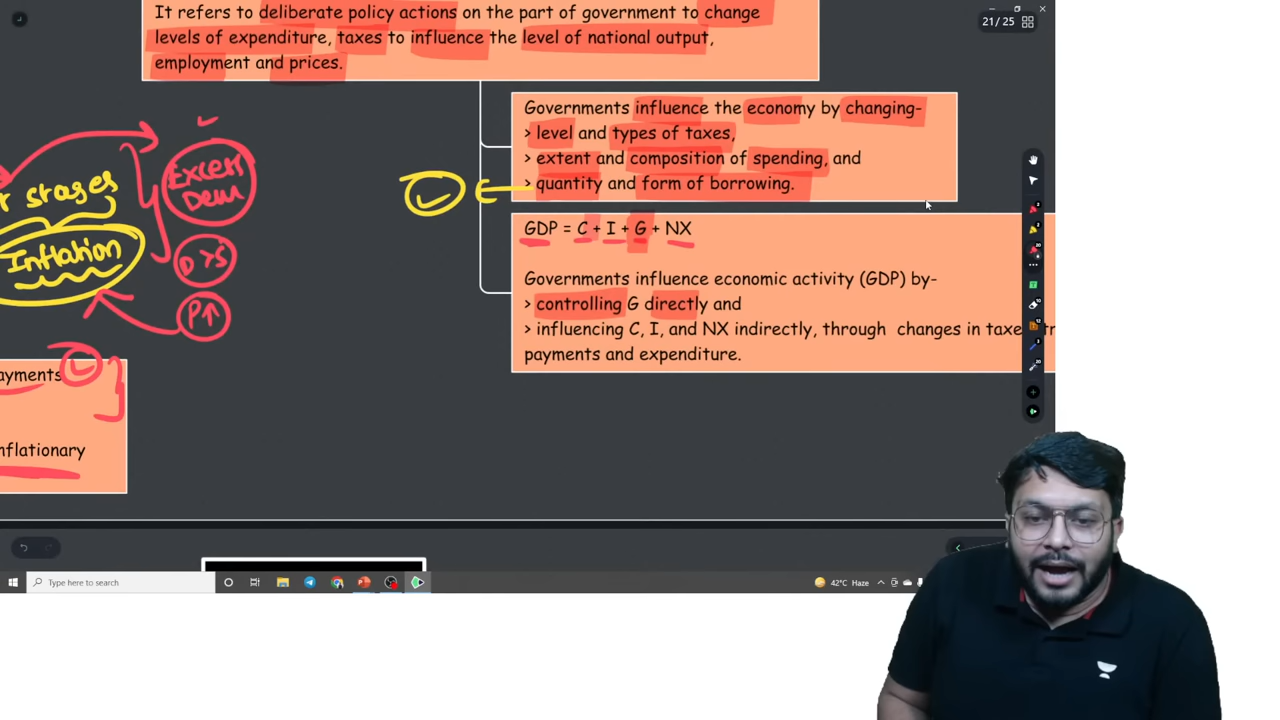 It refers to deliberate policy actions on the part of government to change
levels of expenditure, taxes to influence the level of national output,
employment and prices.
21/ 25
Governments influence the economy by changing-
> level and types of taxes,
> extent and composition of spending, and
> quantity and form of borrowing.
Excess
Dem
stages
Inflation
D > S
P↑
GDP = C + I + G + NX
Governments influence economic activity (GDP) by-
> controlling G directly and
> influencing C, I, and NX indirectly, through changes in taxe
payments and expenditure.
ayments
nflationary
Type here to search
42°C Haze